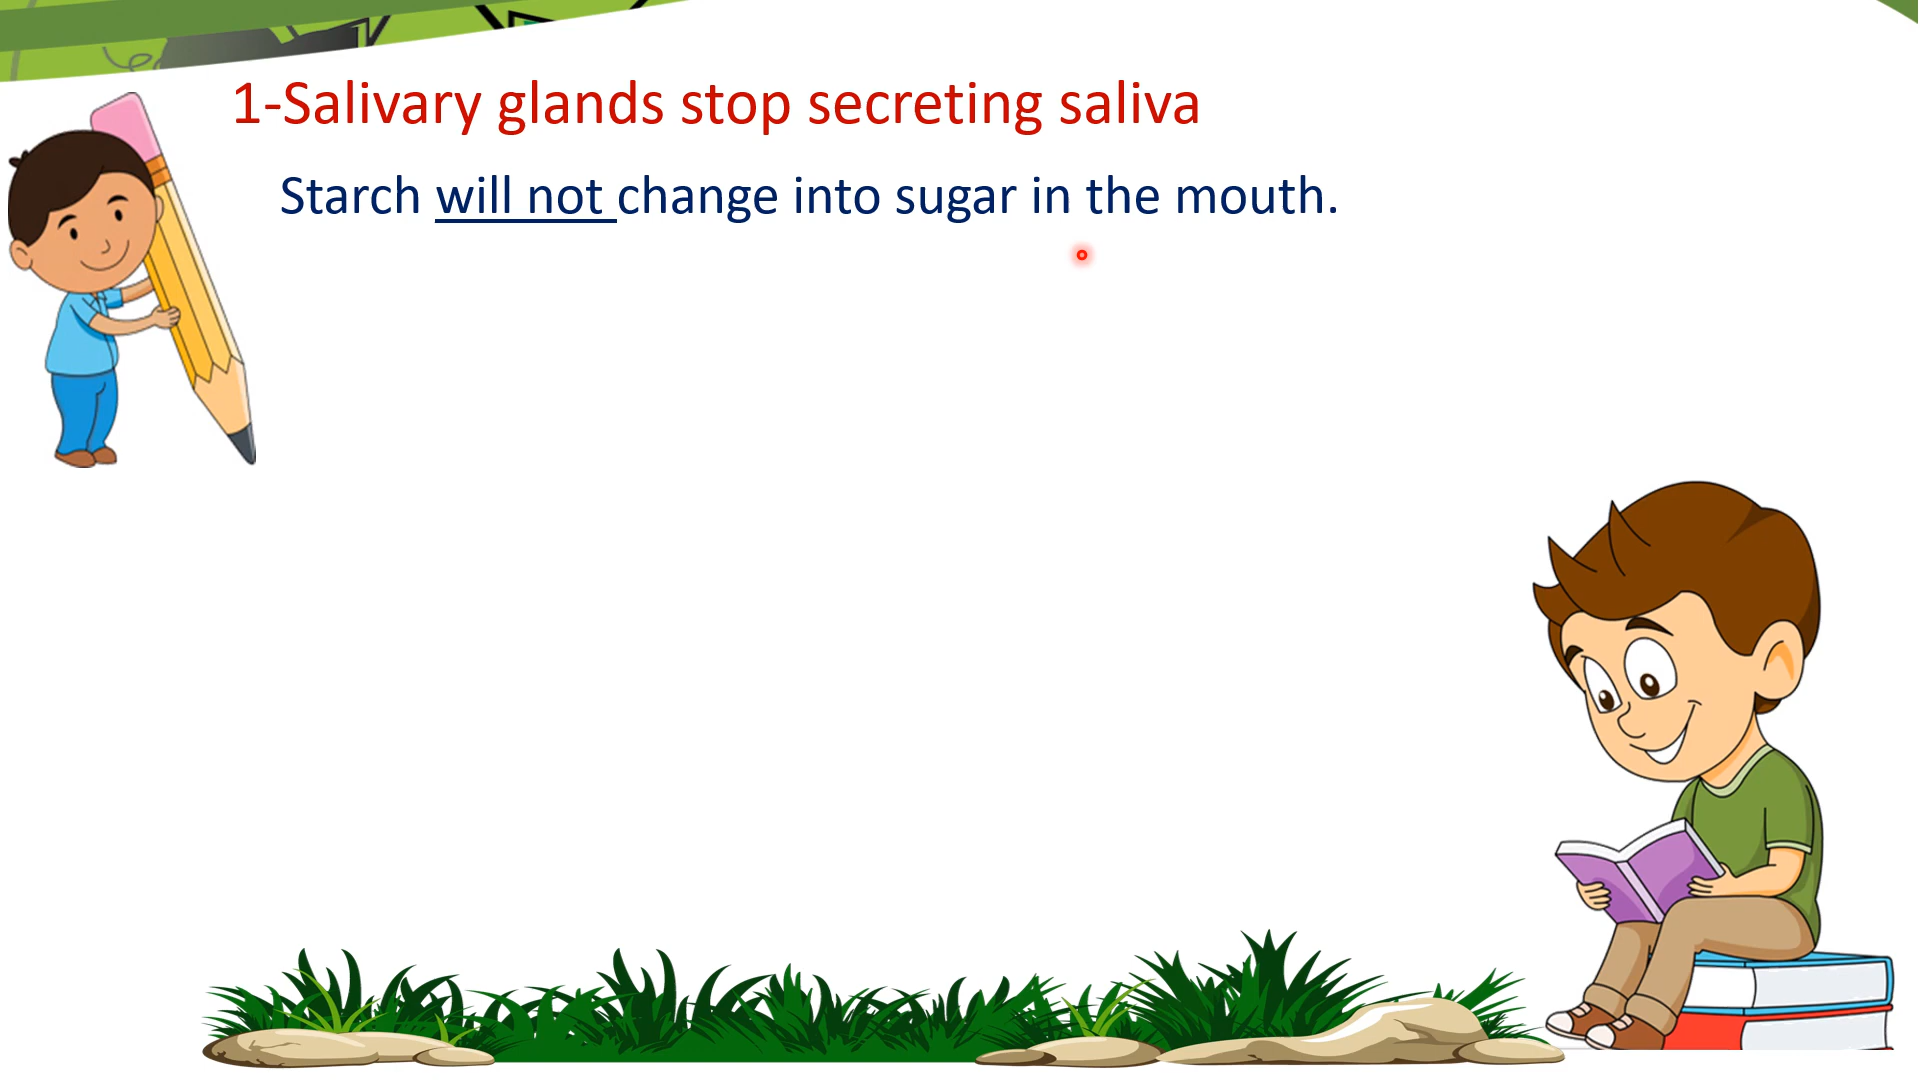 1-Salivary glands stop secreting saliva
Starch will not change into sugar in the mouth.